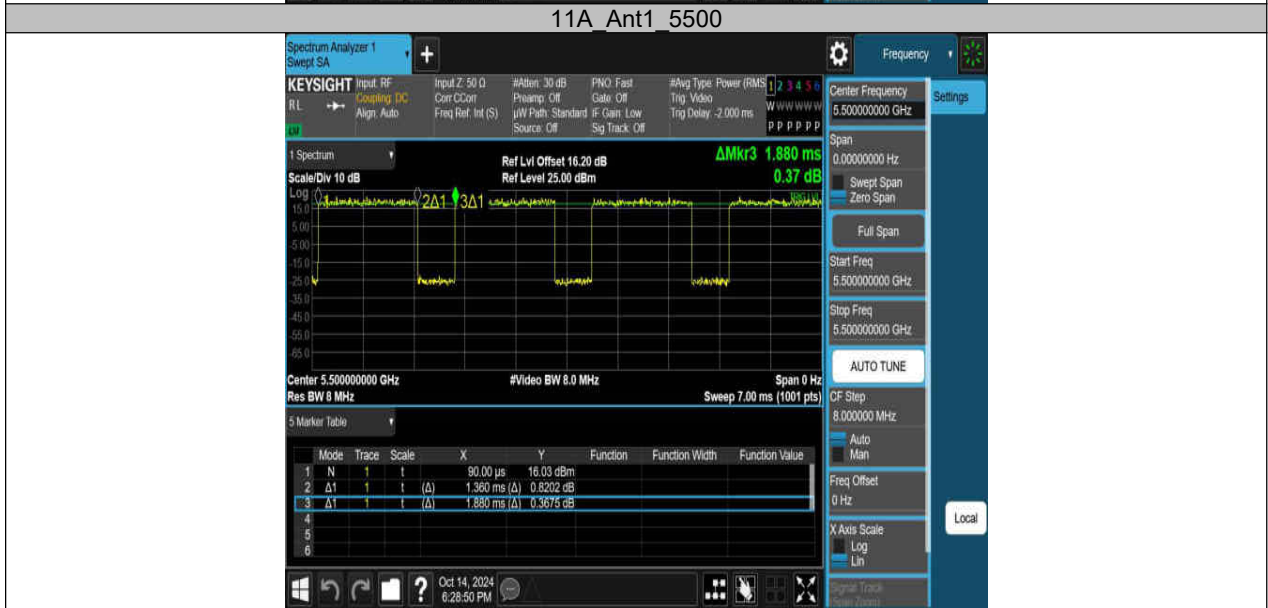 11A_Ant1_5500
Spectrum Analyzer 1
Swept SA
+
Frequency
KEYSIGHT
RL
LXI
Input: RF
Coupling: DC
Align: Auto
Input Z: 50 Ω
Corr CCorr
Freq Ref: Int (S)
#Atten: 30 dB
Preamp: Off
µW Path: Standard
Source: Off
PNO: Fast
Gate: Off
IF Gain: Low
Sig Track: Off
#Avg Type: Power (RMS
Trig: Video
Trig Delay: -2.000 ms
1 2 3 4 5 6
W W W W W W
P P P P P P
Center Frequency
5.500000000 GHz
Settings
Span
0.00000000 Hz
Swept Span
Zero Span
Full Span
Start Freq
5.500000000 GHz
Stop Freq
5.500000000 GHz
AUTO TUNE
CF Step
8.000000 MHz
Auto
Man
Freq Offset
0 Hz
X Axis Scale
Log
Lin
Signal Track
(Span Zoom)
Local
1 Spectrum
Scale/Div 10 dB
Ref Lvl Offset 16.20 dB
Ref Level 25.00 dBm
ΔMkr3 1.880 ms
0.37 dB
Log
15.0
5.00
-5.00
-15.0
-25.0
-35.0
-45.0
-55.0
-65.0
2Δ1
3Δ1
Center 5.500000000 GHz
Res BW 8 MHz
#Video BW 8.0 MHz
Span 0 Hz
Sweep 7.00 ms (1001 pts)
5 Marker Table
Mode Trace Scale X Y Function Function Width Function Value
1 N 1 t 90.00 µs 16.03 dBm
2 Δ1 1 t (Δ) 1.360 ms (Δ) 0.8202 dB
3 Δ1 1 t (Δ) 1.880 ms (Δ) 0.3675 dB
4
5
6
?
Oct 14, 2024
6:28:50 PM